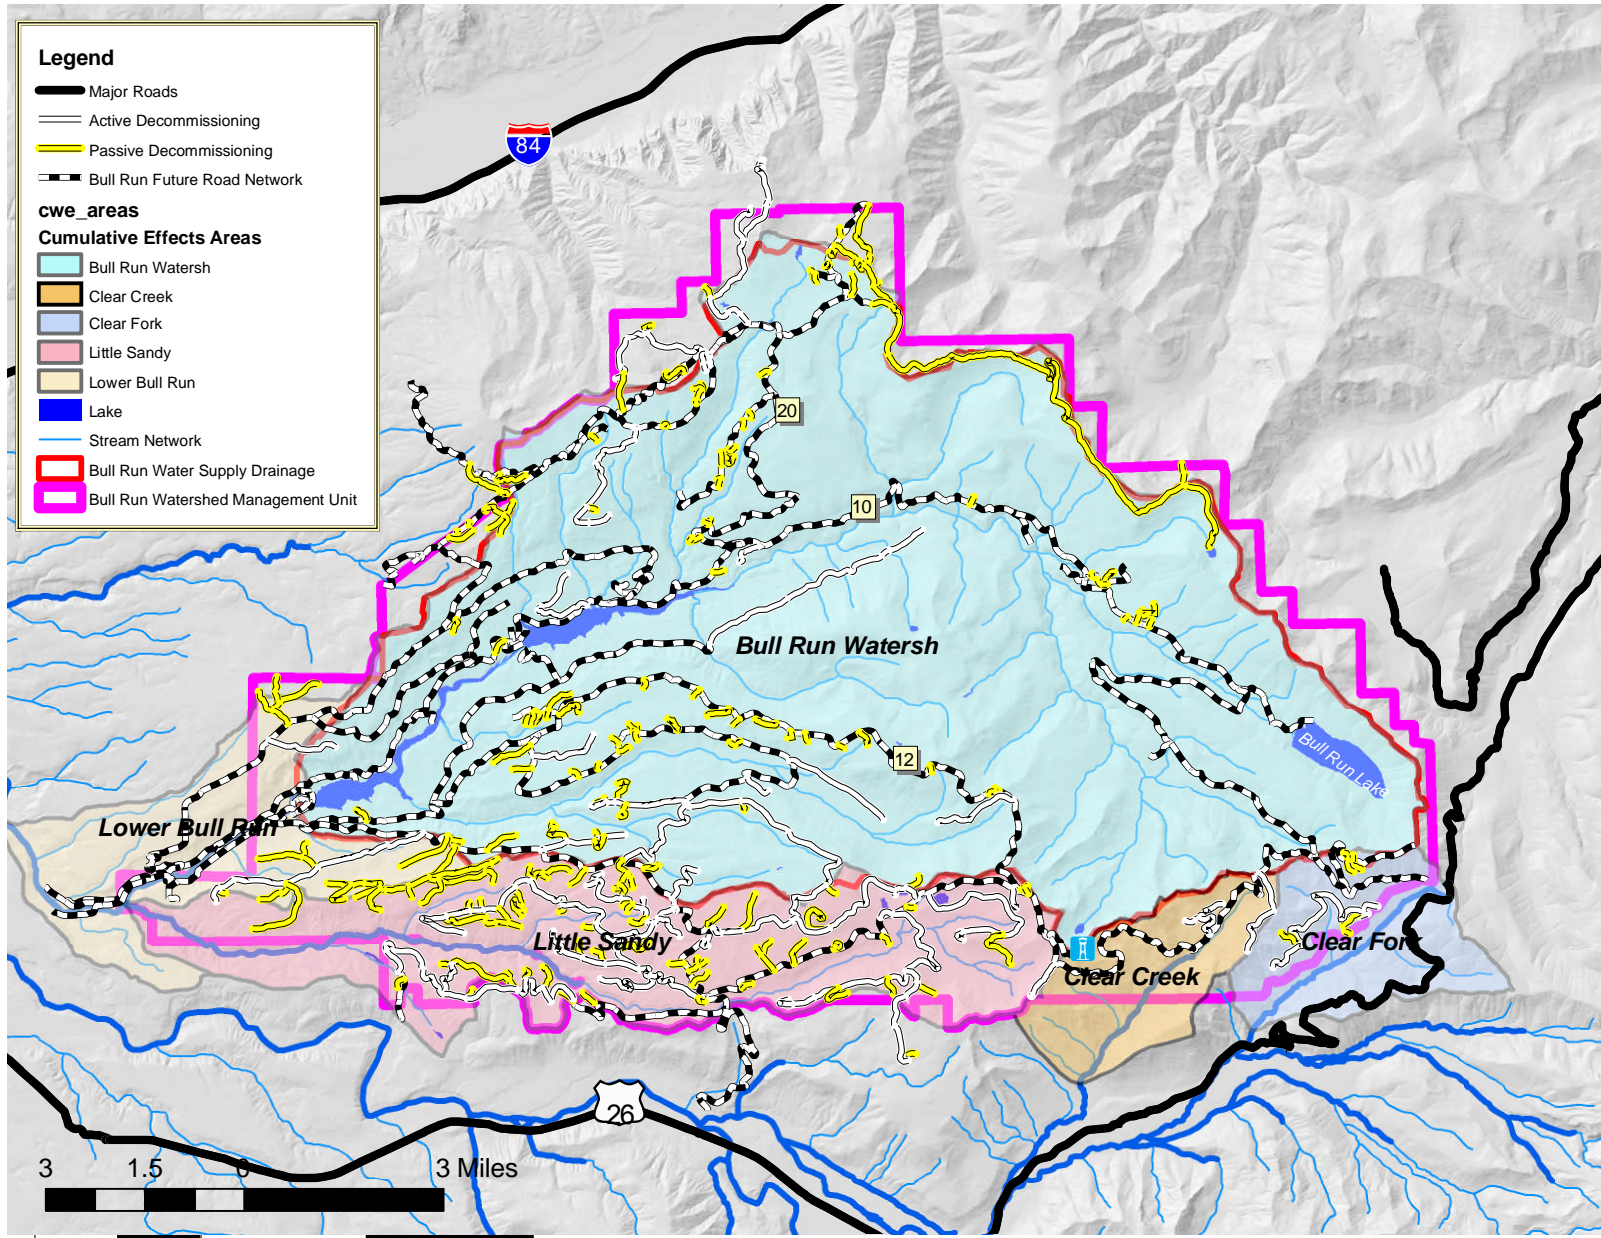 Legend
Major Roads
Active Decommissioning
Passive Decommissioning
Bull Run Future Road Network
cwe_areas
Cumulative Effects Areas
Bull Run Watersh
Clear Creek
Clear Fork
Little Sandy
Lower Bull Run
Lake
Stream Network
Bull Run Water Supply Drainage
Bull Run Watershed Management Unit
84
20
10
Bull Run Watersh
12
Bull Run Lake
Lower Bull Run
Little Sandy
Clear Fork
Clear Creek
26
3 1.5 0 3 Miles